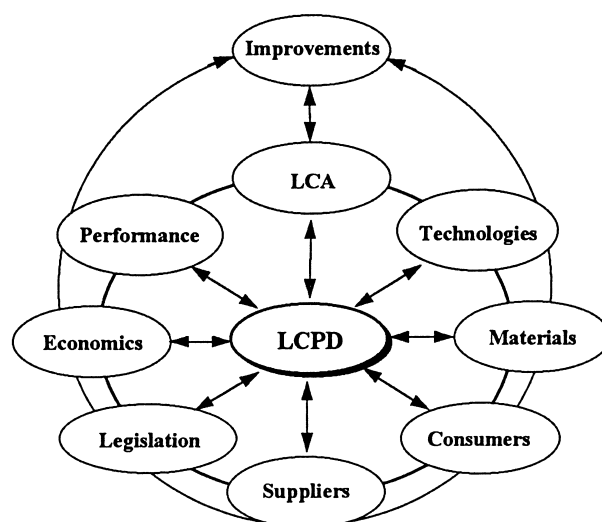 Improvements
LCA
Performance
Technologies
Economics
LCPD
Materials
Legislation
Consumers
Suppliers